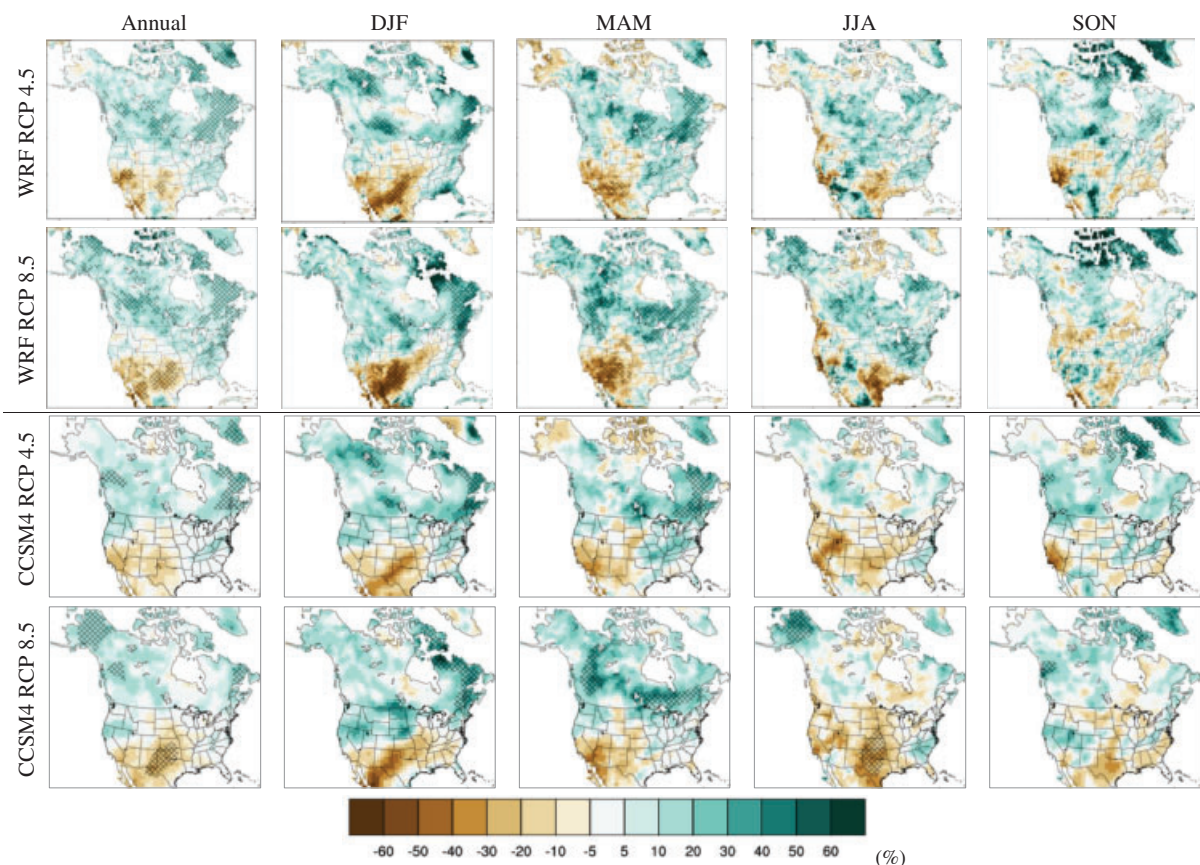 Annual DJF MAM JJA SON
WRF RCP 4.5
WRF RCP 8.5
CCSM4 RCP 4.5
CCSM4 RCP 8.5
-60 -50 -40 -30 -20 -10 -5 5 10 20 30 40 50 60 (%)